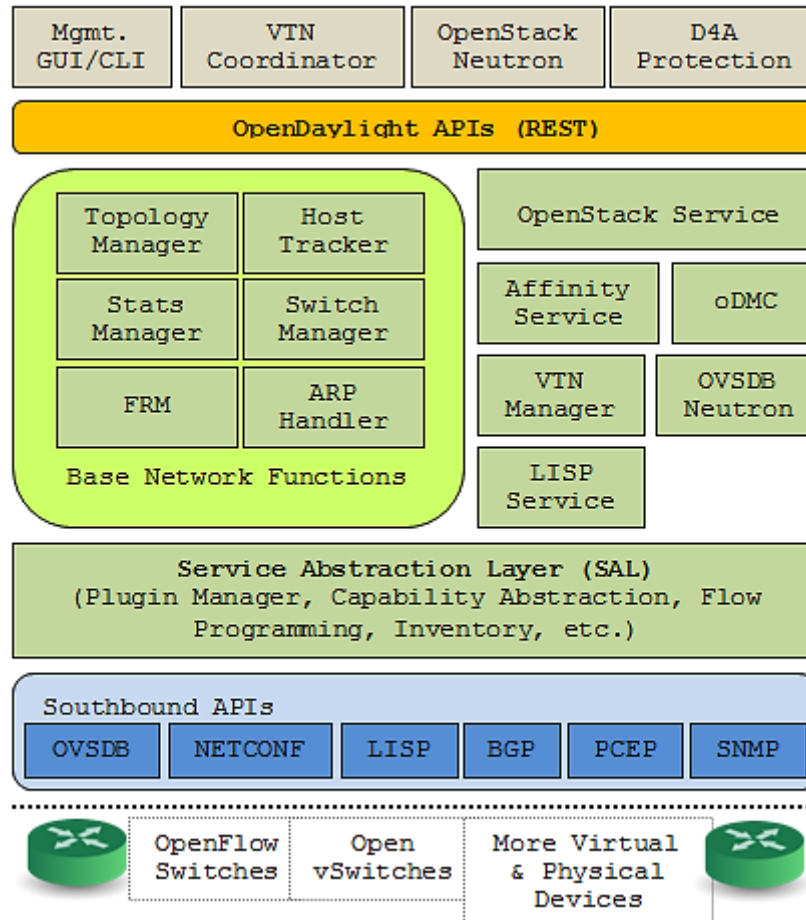 Mgmt.
GUI/CLI
VTN
Coordinator
OpenStack
Neutron
D4A
Protection
OpenDaylight APIs (REST)
Topology
Manager
Host
Tracker
Stats
Manager
Switch
Manager
FRM
ARP
Handler
Base Network Functions
OpenStack Service
Affinity
Service
oDMC
VTN
Manager
OVSDB
Neutron
LISP
Service
Service Abstraction Layer (SAL)
(Plugin Manager, Capability Abstraction, Flow
Programming, Inventory, etc.)
Southbound APIs
OVSDB
NETCONF
LISP
BGP
PCEP
SNMP
OpenFlow
Switches
Open
vSwitches
More Virtual
& Physical
Devices